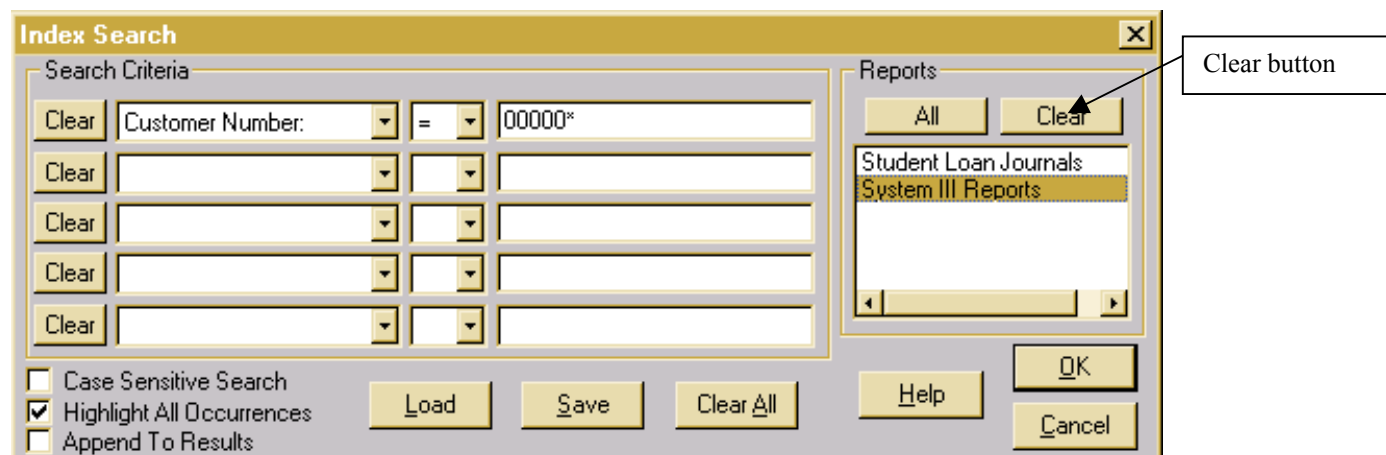 Index Search
Search Criteria
Clear Customer Number: = 00000*
Clear
Clear
Clear
Clear
Case Sensitive Search
Highlight All Occurrences
Append To Results
Load Save Clear All
Reports
All Clear
Student Loan Journals
System III Reports
Help
OK
Cancel
Clear button